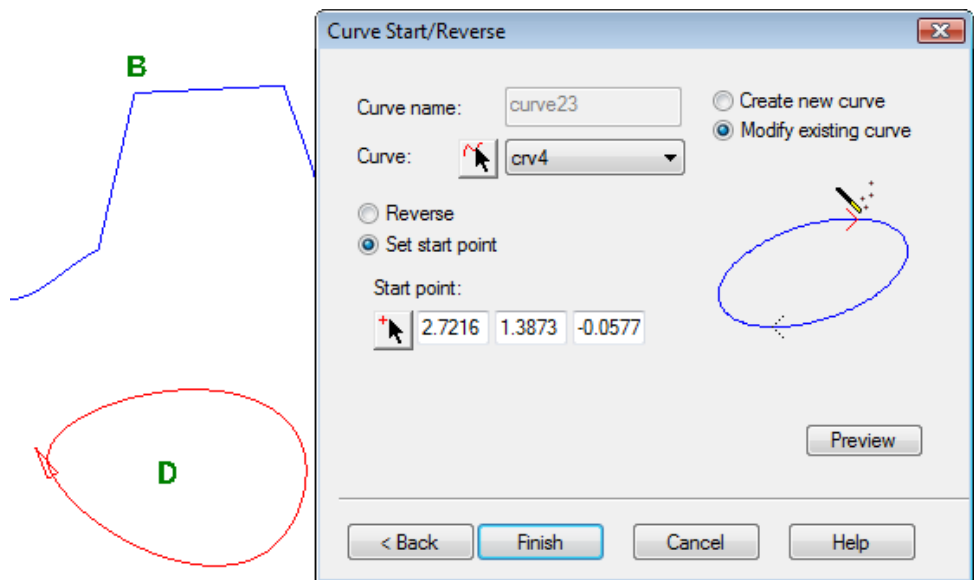 Curve Start/Reverse
B
Curve name: curve23
Create new curve
Modify existing curve
Curve: crv4
Reverse
Set start point
Start point:
2.7216 1.3873 -0.0577
D
Preview
< Back Finish Cancel Help